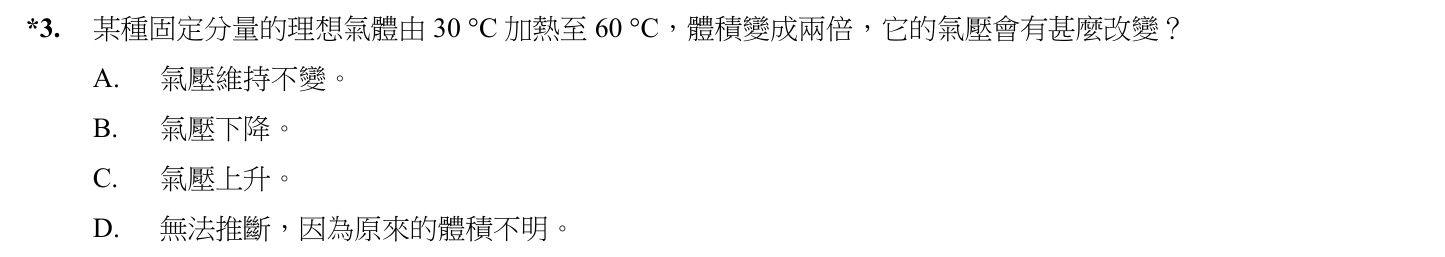 *3. 某種固定分量的理想氣體由 30 °C 加熱至 60 °C，體積變成兩倍，它的氣壓會有甚麼改變？
A. 氣壓維持不變。
B. 氣壓下降。
C. 氣壓上升。
D. 無法推斷，因為原來的體積不明。